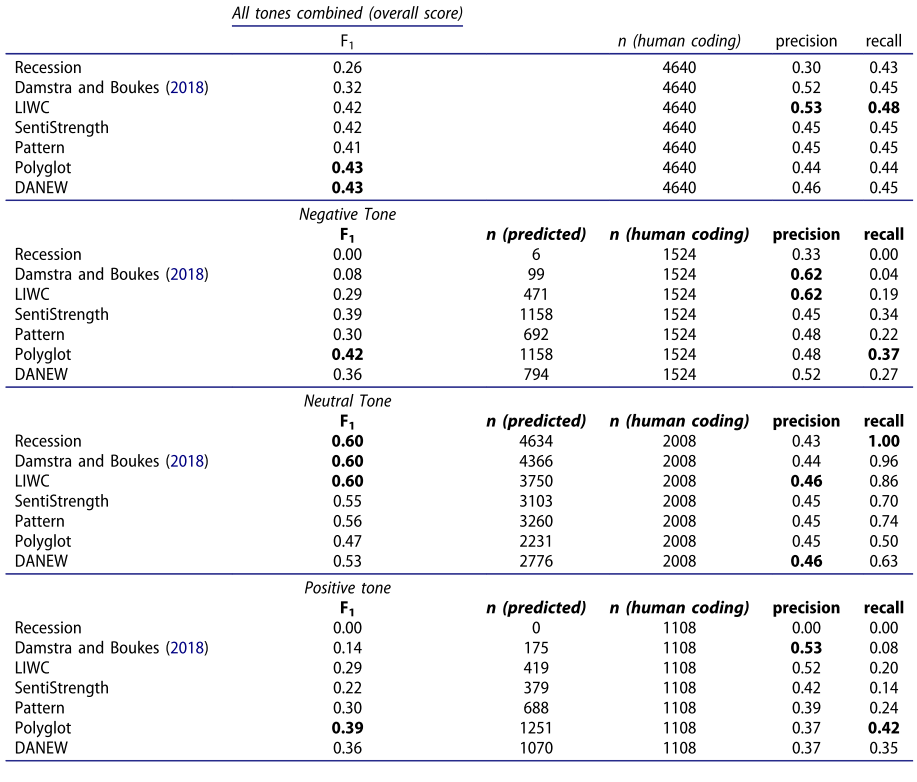 All tones combined (overall score)
F1 n (human coding) precision recall
Recession 0.26 4640 0.30 0.43
Damstra and Boukes (2018) 0.32 4640 0.52 0.45
LIWC 0.42 4640 0.53 0.48
SentiStrength 0.42 4640 0.45 0.45
Pattern 0.41 4640 0.45 0.45
Polyglot 0.43 4640 0.44 0.44
DANEW 0.43 4640 0.46 0.45
Negative Tone
F1 n (predicted) n (human coding) precision recall
Recession 0.00 6 1524 0.33 0.00
Damstra and Boukes (2018) 0.08 99 1524 0.62 0.04
LIWC 0.29 471 1524 0.62 0.19
SentiStrength 0.39 1158 1524 0.45 0.34
Pattern 0.30 692 1524 0.48 0.22
Polyglot 0.42 1158 1524 0.48 0.37
DANEW 0.36 794 1524 0.52 0.27
Neutral Tone
F1 n (predicted) n (human coding) precision recall
Recession 0.60 4634 2008 0.43 1.00
Damstra and Boukes (2018) 0.60 4366 2008 0.44 0.96
LIWC 0.60 3750 2008 0.46 0.86
SentiStrength 0.55 3103 2008 0.45 0.70
Pattern 0.56 3260 2008 0.45 0.74
Polyglot 0.47 2231 2008 0.45 0.50
DANEW 0.53 2776 2008 0.46 0.63
Positive tone
F1 n (predicted) n (human coding) precision recall
Recession 0.00 0 1108 0.00 0.00
Damstra and Boukes (2018) 0.14 175 1108 0.53 0.08
LIWC 0.29 419 1108 0.52 0.20
SentiStrength 0.22 379 1108 0.42 0.14
Pattern 0.30 688 1108 0.39 0.24
Polyglot 0.39 1251 1108 0.37 0.42
DANEW 0.36 1070 1108 0.37 0.35